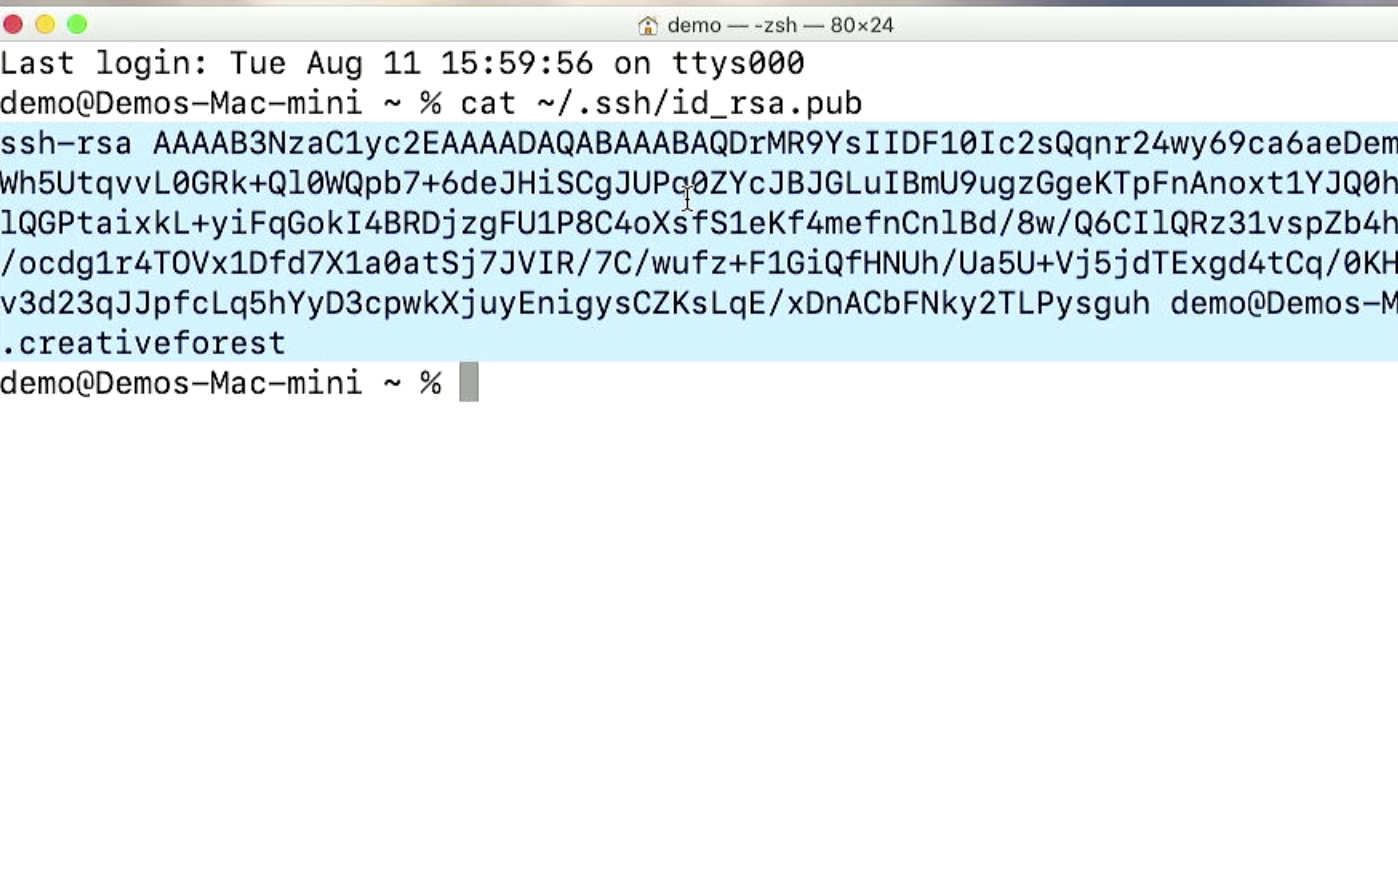 demo — -zsh — 80×24
Last login: Tue Aug 11 15:59:56 on ttys000
demo@Demos-Mac-mini ~ % cat ~/.ssh/id_rsa.pub
ssh-rsa AAAAB3NzaC1yc2EAAAADAQABAAABAQDrMR9YsIIDF10Ic2sQqnr24wy69ca6aeDem
Wh5UtqvvL0GRk+Ql0WQpb7+6deJHiSCgJUPq0ZYcJBJGLuIBmU9ugzGgeKTpFnAnoxt1YJQ0h
lQGPtaixkL+yiFqGokI4BRDjzgFU1P8C4oXsfS1eKf4mefnCnlBd/8w/Q6CIlQRz31vspZb4h
/ocdg1r4TOVx1Dfd7X1a0atSj7JVIR/7C/wufz+F1GiQfHNUh/Ua5U+Vj5jdTExgd4tCq/0KH
v3d23qJJpfcLq5hYyD3cpwkXjuyEnigysCZKsLqE/xDnACbFNky2TLPysguh demo@Demos-M
.creativeforest
demo@Demos-Mac-mini ~ %